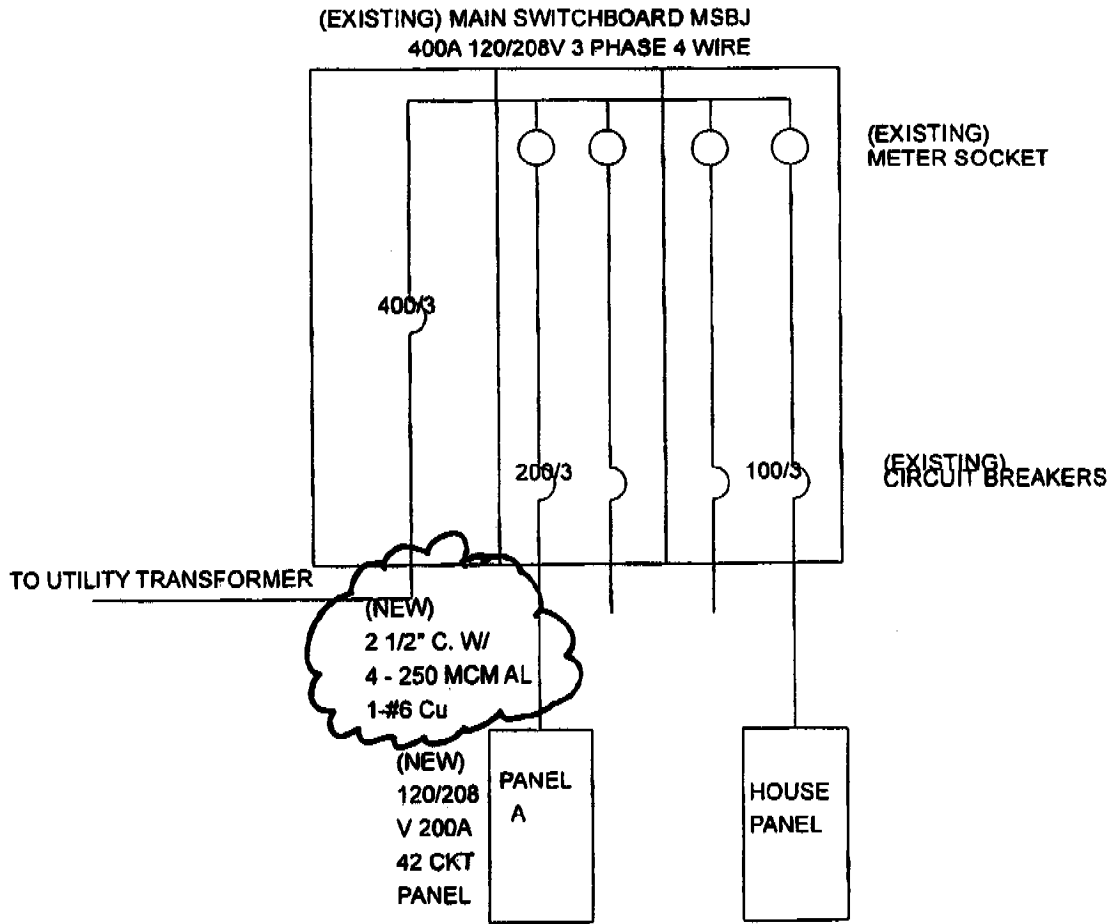 (EXISTING) MAIN SWITCHBOARD MSBJ
400A 120/208V 3 PHASE 4 WIRE
(EXISTING)
METER SOCKET
400/3
200/3
100/3
(EXISTING)
CIRCUIT BREAKERS
TO UTILITY TRANSFORMER
(NEW)
2 1/2" C. W/
4 - 250 MCM AL
1-#6 Cu
(NEW)
120/208
V 200A
42 CKT
PANEL
PANEL
A
HOUSE
PANEL